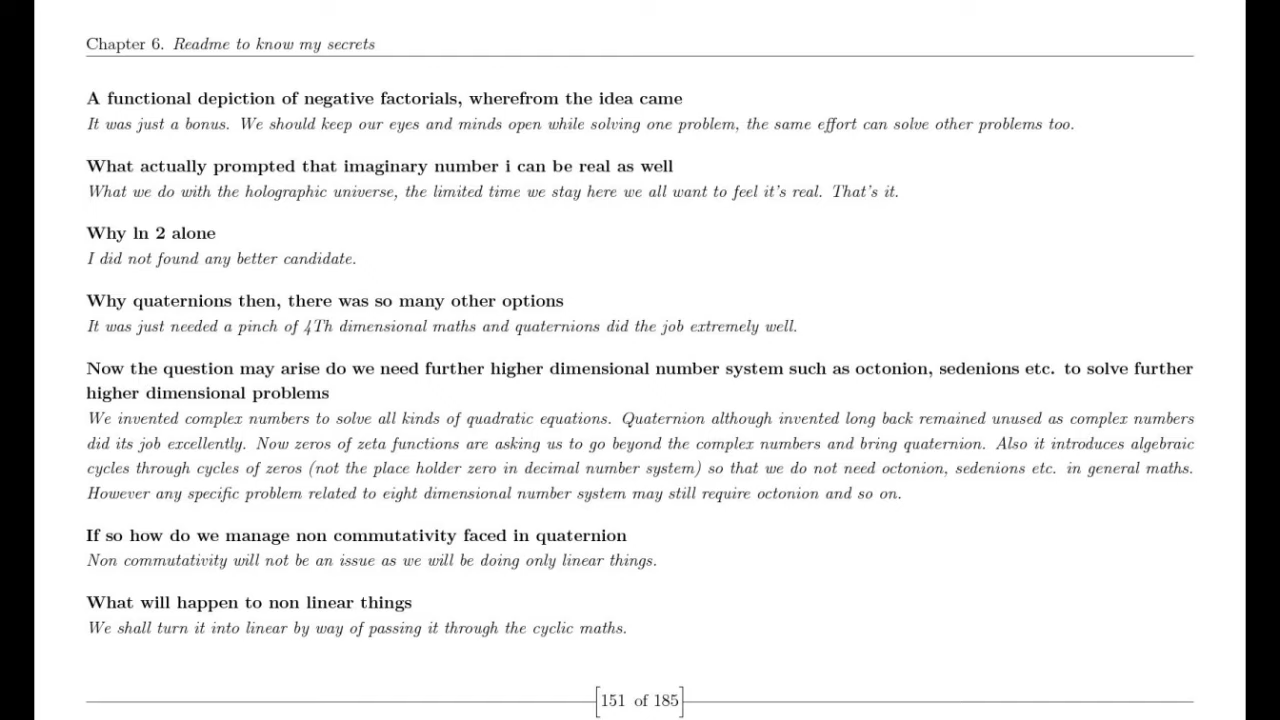 Chapter 6. Readme to know my secrets
A functional depiction of negative factorials, wherefrom the idea came
It was just a bonus. We should keep our eyes and minds open while solving one problem, the same effort can solve other problems too.
What actually prompted that imaginary number i can be real as well
What we do with the holographic universe, the limited time we stay here we all want to feel it's real. That's it.
Why ln 2 alone
I did not found any better candidate.
Why quaternions then, there was so many other options
It was just needed a pinch of 4Th dimensional maths and quaternions did the job extremely well.
Now the question may arise do we need further higher dimensional number system such as octonion, sedenions etc. to solve further
higher dimensional problems
We invented complex numbers to solve all kinds of quadratic equations. Quaternion although invented long back remained unused as complex numbers
did its job excellently. Now zeros of zeta functions are asking us to go beyond the complex numbers and bring quaternion. Also it introduces algebraic
cycles through cycles of zeros (not the place holder zero in decimal number system) so that we do not need octonion, sedenions etc. in general maths.
However any specific problem related to eight dimensional number system may still require octonion and so on.
If so how do we manage non commutativity faced in quaternion
Non commutativity will not be an issue as we will be doing only linear things.
What will happen to non linear things
We shall turn it into linear by way of passing it through the cyclic maths.
151 of 185